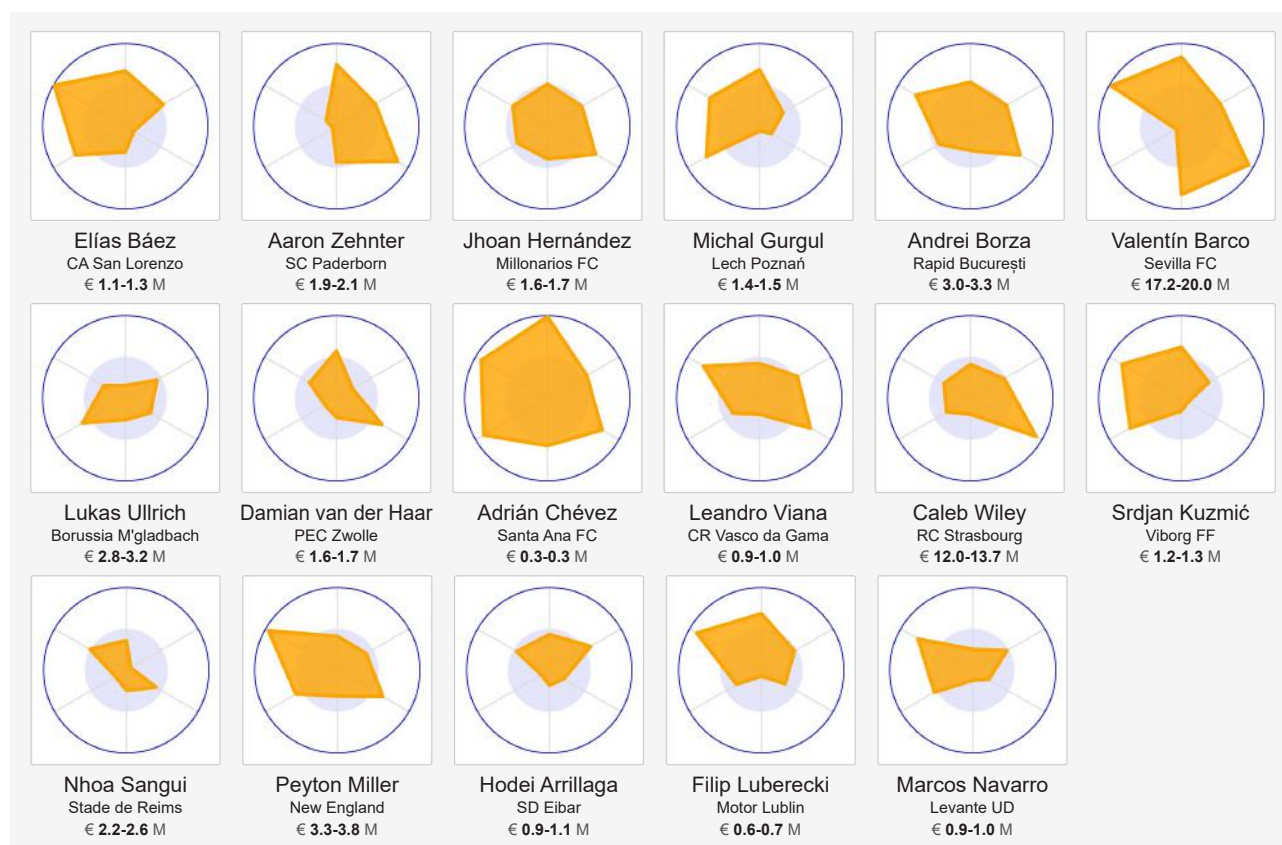 Elías Báez
CA San Lorenzo
€ 1.1-1.3 M
Aaron Zehnter
SC Paderborn
€ 1.9-2.1 M
Jhoan Hernández
Millonarios FC
€ 1.6-1.7 M
Michal Gurgul
Lech Poznań
€ 1.4-1.5 M
Andrei Borza
Rapid București
€ 3.0-3.3 M
Valentín Barco
Sevilla FC
€ 17.2-20.0 M
Lukas Ullrich
Borussia M'gladbach
€ 2.8-3.2 M
Damian van der Haar
PEC Zwolle
€ 1.6-1.7 M
Adrián Chévez
Santa Ana FC
€ 0.3-0.3 M
Leandro Viana
CR Vasco da Gama
€ 0.9-1.0 M
Caleb Wiley
RC Strasbourg
€ 12.0-13.7 M
Srdjan Kuzmić
Viborg FF
€ 1.2-1.3 M
Nhoa Sangui
Stade de Reims
€ 2.2-2.6 M
Peyton Miller
New England
€ 3.3-3.8 M
Hodei Arrillaga
SD Eibar
€ 0.9-1.1 M
Filip Luberecki
Motor Lublin
€ 0.6-0.7 M
Marcos Navarro
Levante UD
€ 0.9-1.0 M